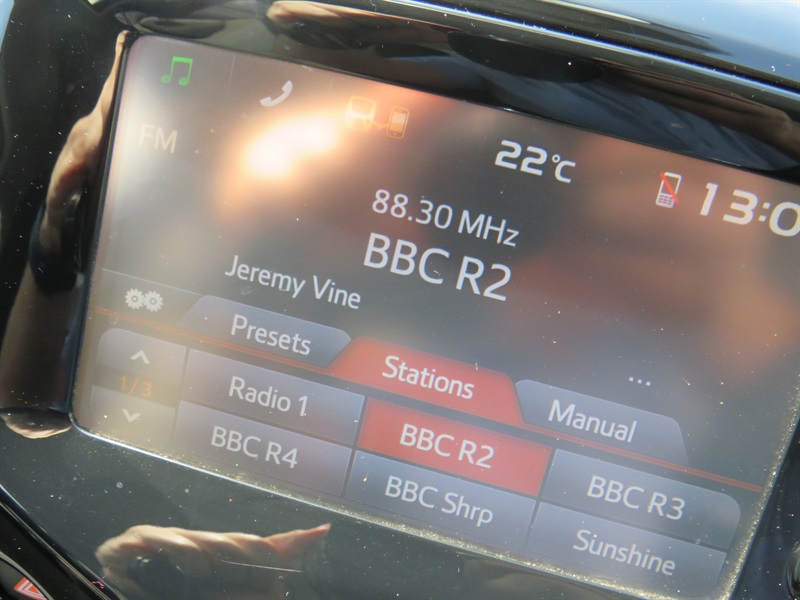 FM
22°C
13:0
88.30 MHz
BBC R2
Jeremy Vine
Presets
Stations
...
Manual
1/3
Radio 1
BBC R2
BBC R3
BBC R4
BBC Shrp
Sunshine